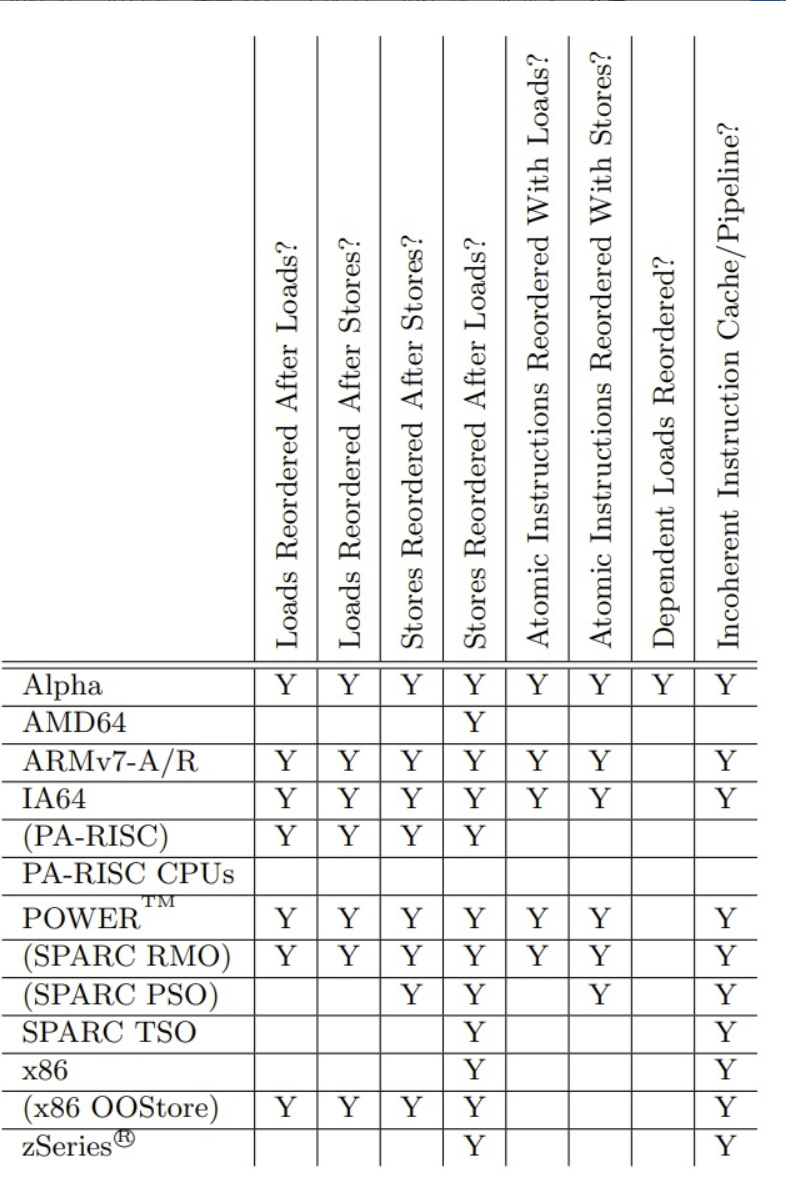 Loads Reordered After Loads?
Loads Reordered After Stores?
Stores Reordered After Stores?
Stores Reordered After Loads?
Atomic Instructions Reordered With Loads?
Atomic Instructions Reordered With Stores?
Dependent Loads Reordered?
Incoherent Instruction Cache/Pipeline?
Alpha Y Y Y Y Y Y Y Y
AMD64 Y
ARMv7-A/R Y Y Y Y Y Y Y
IA64 Y Y Y Y Y Y Y
(PA-RISC) Y Y Y Y
PA-RISC CPUs
POWER™ Y Y Y Y Y Y Y
(SPARC RMO) Y Y Y Y Y Y Y
(SPARC PSO) Y Y Y Y
SPARC TSO Y Y
x86 Y Y
(x86 OOStore) Y Y Y Y Y
zSeries® Y Y